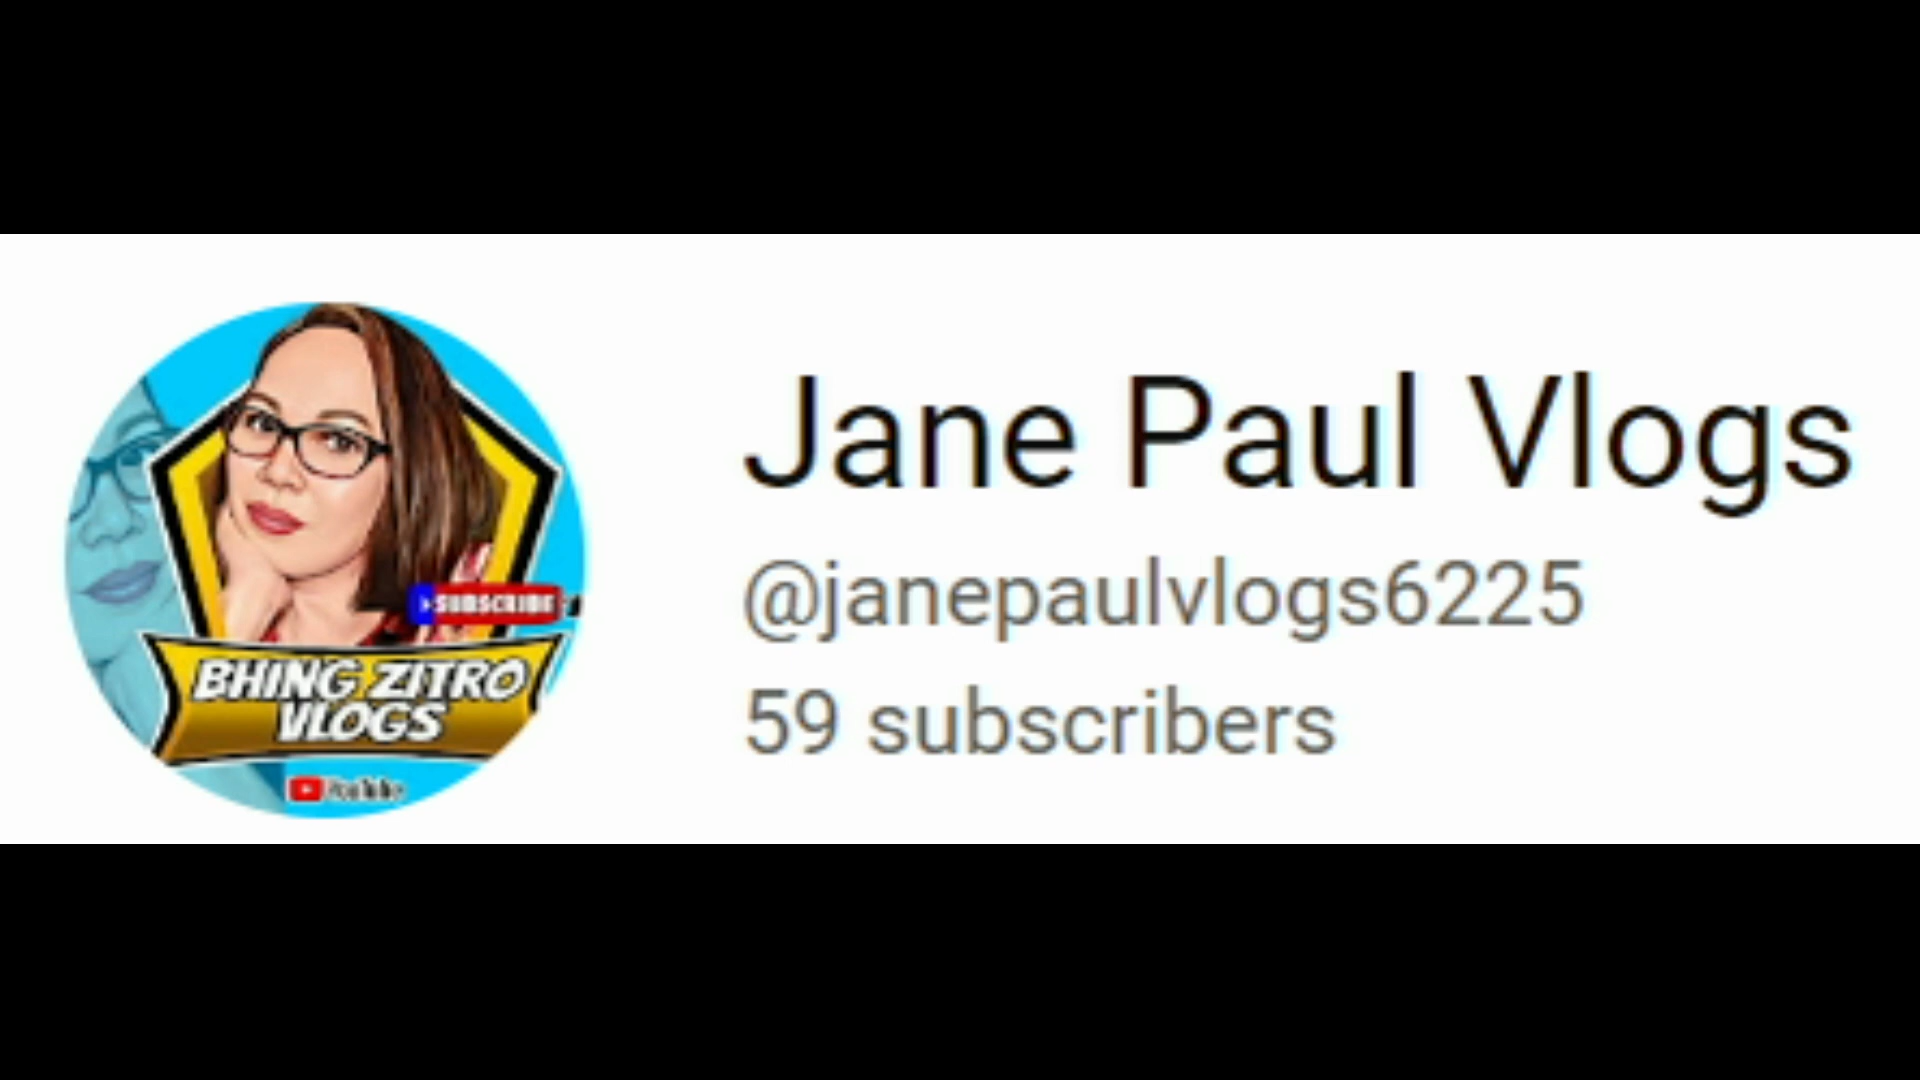 Jane Paul Vlogs
@janepaulvlogs6225
59 subscribers
SUBSCRIBE
BHING ZITRO
VLOGS
YouTube